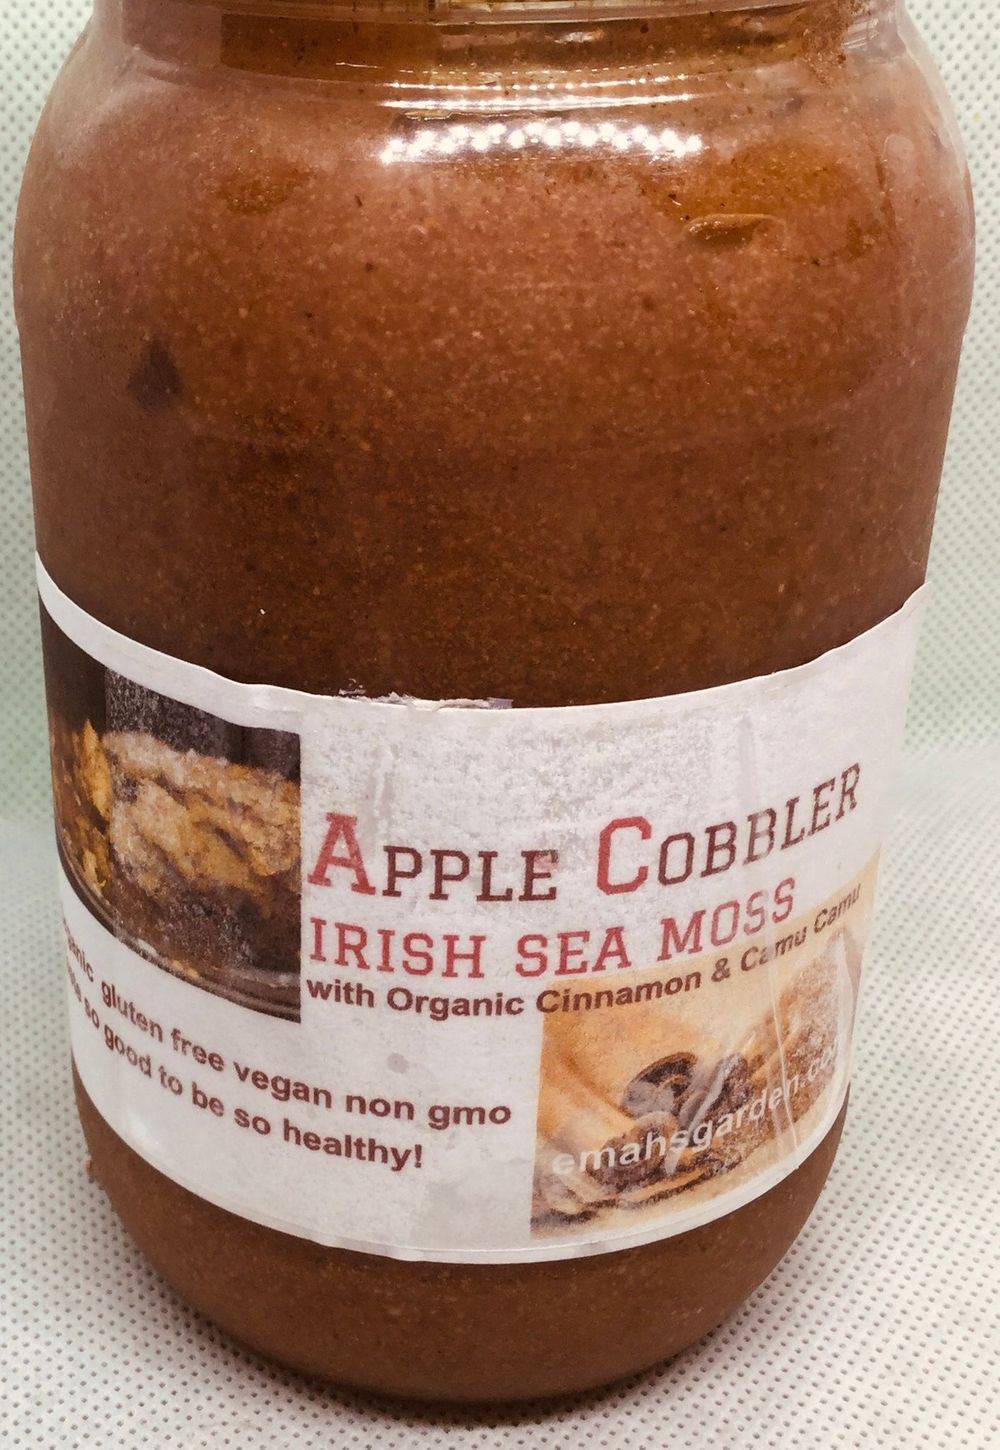 APPLE COBBLER
IRISH SEA MOSS
with Organic Cinnamon & Camu Camu
gluten free vegan non gmo
so good to be so healthy!
emahsgarden.co